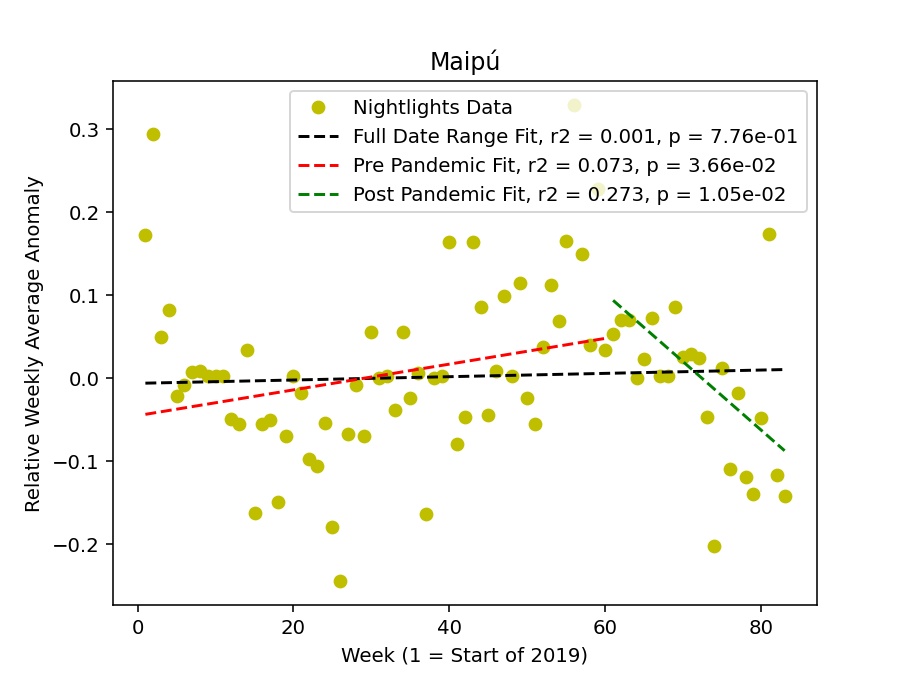 Maipú
Nightlights Data
Full Date Range Fit, r2 = 0.001, p = 7.76e-01
Pre Pandemic Fit, r2 = 0.073, p = 3.66e-02
Post Pandemic Fit, r2 = 0.273, p = 1.05e-02
Relative Weekly Average Anomaly
0.3
0.2
0.1
0.0
−0.1
−0.2
0 20 40 60 80
Week (1 = Start of 2019)